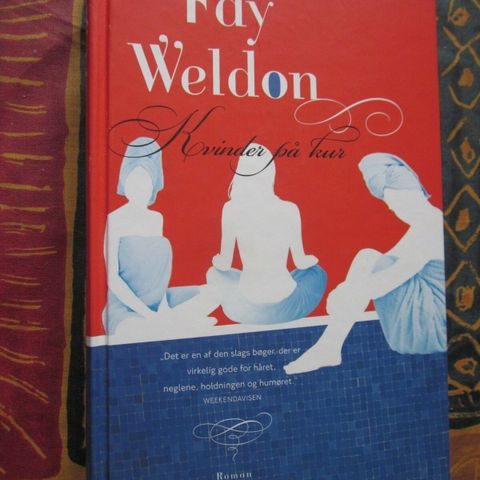 Fay
Weldon
Kvinder på kur
„Det er en af den slags bøger, der er
virkelig gode for håret,
neglene, holdningen og humøret."
WEEKENDAVISEN
Roman